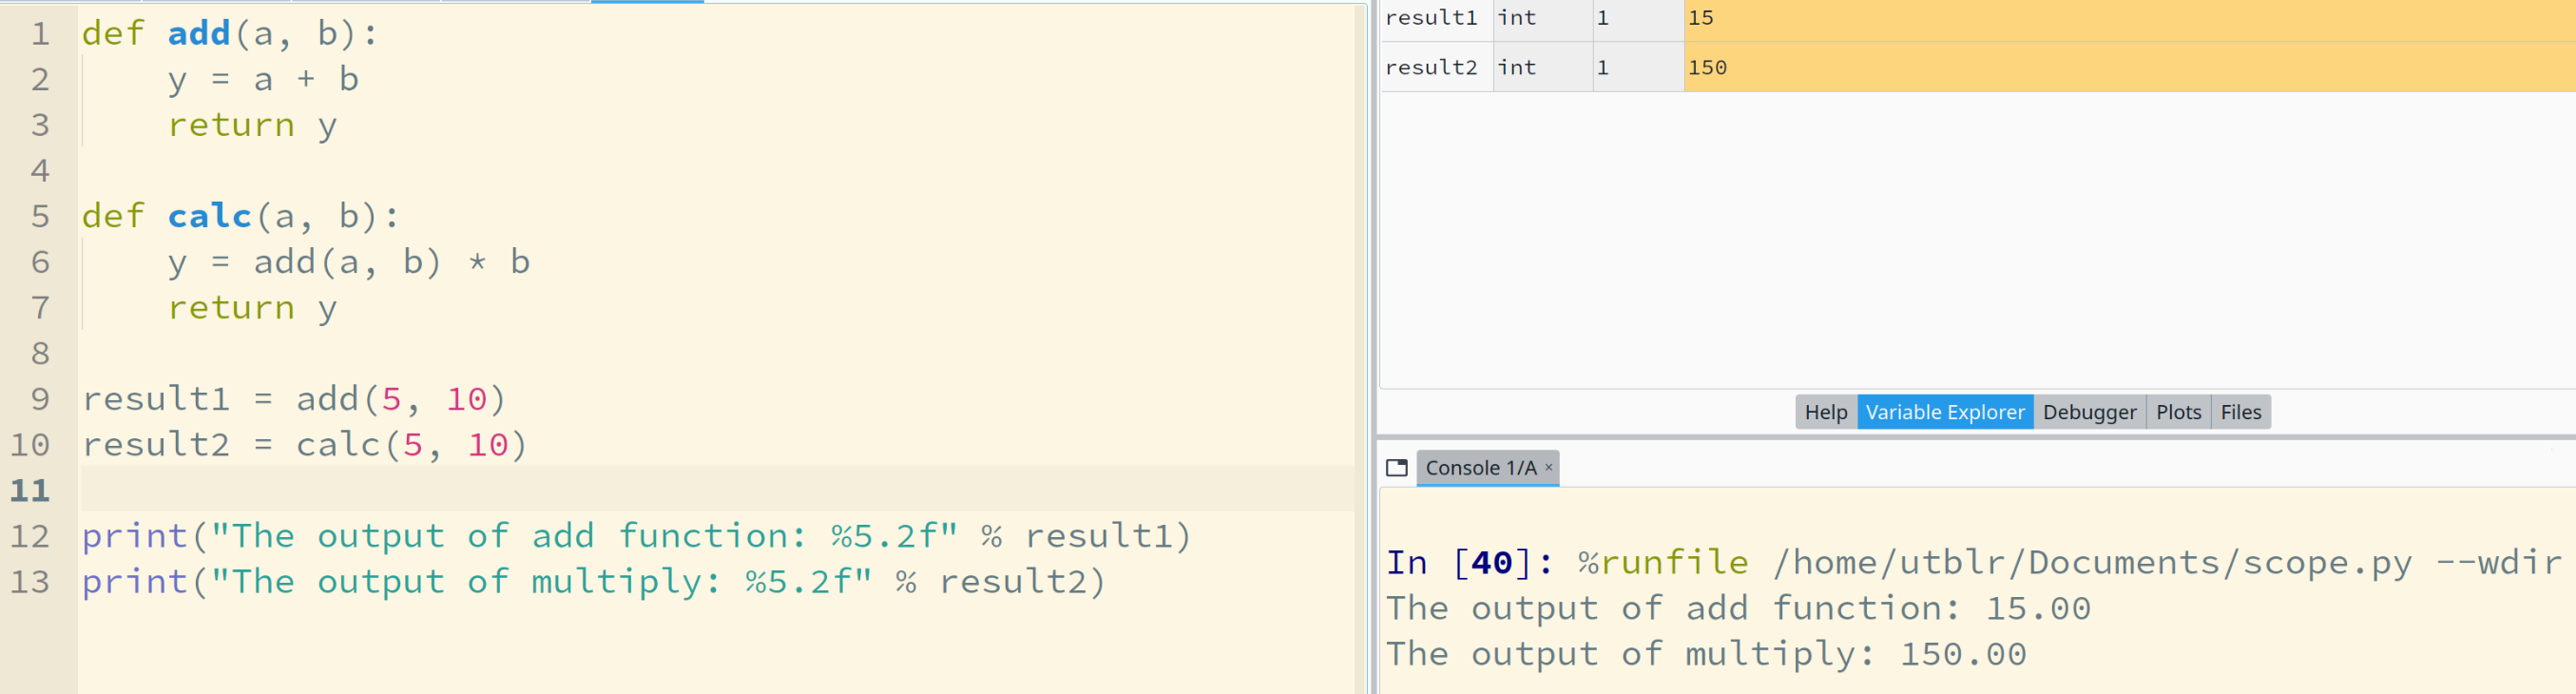 1 def add(a, b):
2     y = a + b
3     return y
4
5 def calc(a, b):
6     y = add(a, b) * b
7     return y
8
9 result1 = add(5, 10)
10 result2 = calc(5, 10)
11
12 print("The output of add function: %5.2f" % result1)
13 print("The output of multiply: %5.2f" % result2)
result1 int 1 15
result2 int 1 150
Help Variable Explorer Debugger Plots Files
Console 1/A ×
In [40]: %runfile /home/utblr/Documents/scope.py --wdir
The output of add function: 15.00
The output of multiply: 150.00